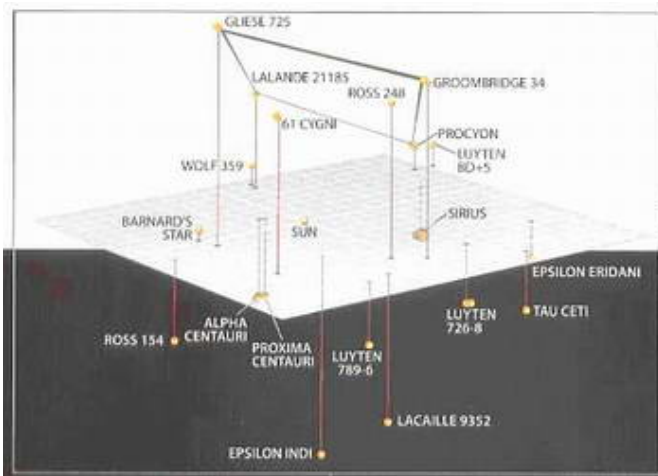 GLIESE 725
LALANDE 21185
ROSS 248
GROOMBRIDGE 34
61 CYGNI
PROCYON
LUYTEN
BD+5
WOLF 359
BARNARD'S
STAR
SUN
SIRIUS
EPSILON ERIDANI
ALPHA
CENTAURI
PROXIMA
CENTAURI
ROSS 154
LUYTEN
789-6
LUYTEN
726-8
TAU CETI
LACAILLE 9352
EPSILON INDI